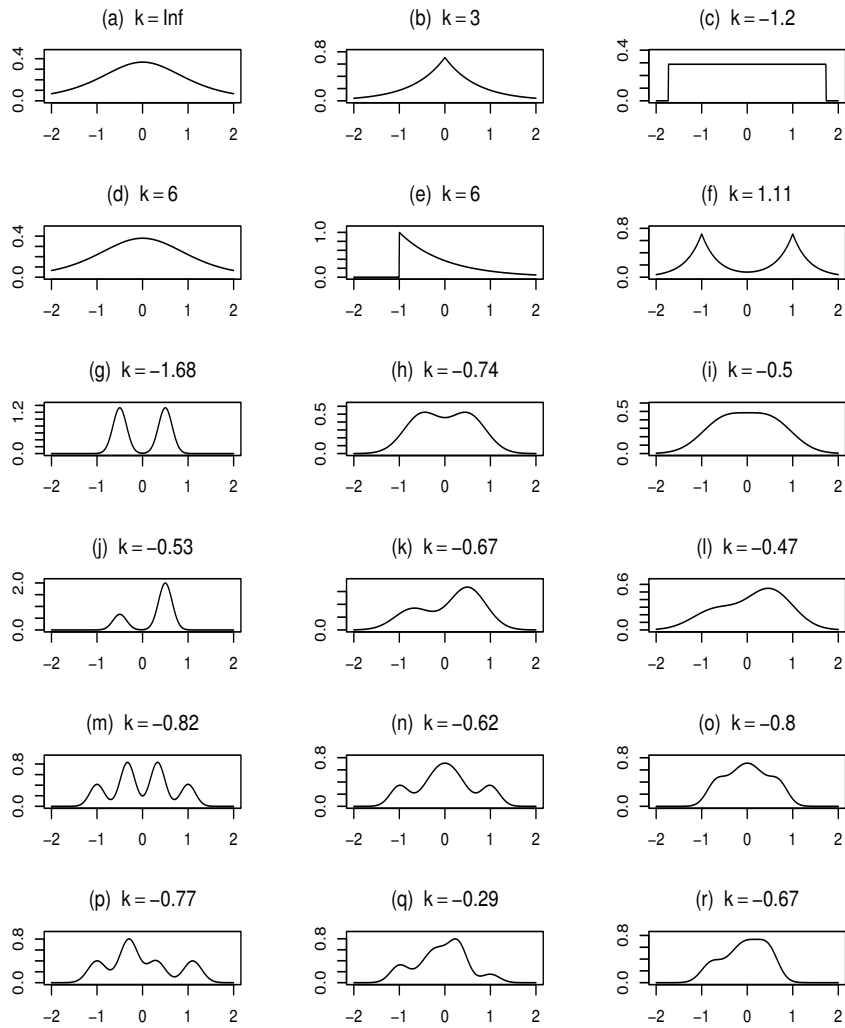 (a) k = Inf
(b) k = 3
(c) k = −1.2
0.0 0.4
−2 −1 0 1 2
0.0 0.8
−2 −1 0 1 2
0.0 0.4
−2 −1 0 1 2
(d) k = 6
(e) k = 6
(f) k = 1.11
0.0 0.4
−2 −1 0 1 2
0.0 1.0
−2 −1 0 1 2
0.0 0.8
−2 −1 0 1 2
(g) k = −1.68
(h) k = −0.74
(i) k = −0.5
0.0 1.2
−2 −1 0 1 2
0.0 0.5
−2 −1 0 1 2
0.0 0.5
−2 −1 0 1 2
(j) k = −0.53
(k) k = −0.67
(l) k = −0.47
0.0 2.0
−2 −1 0 1 2
0.0
−2 −1 0 1 2
0.0 0.6
−2 −1 0 1 2
(m) k = −0.82
(n) k = −0.62
(o) k = −0.8
0.0 0.8
−2 −1 0 1 2
0.0 0.8
−2 −1 0 1 2
0.0 0.8
−2 −1 0 1 2
(p) k = −0.77
(q) k = −0.29
(r) k = −0.67
0.0 0.8
−2 −1 0 1 2
0.0 0.8
−2 −1 0 1 2
0.0 0.8
−2 −1 0 1 2